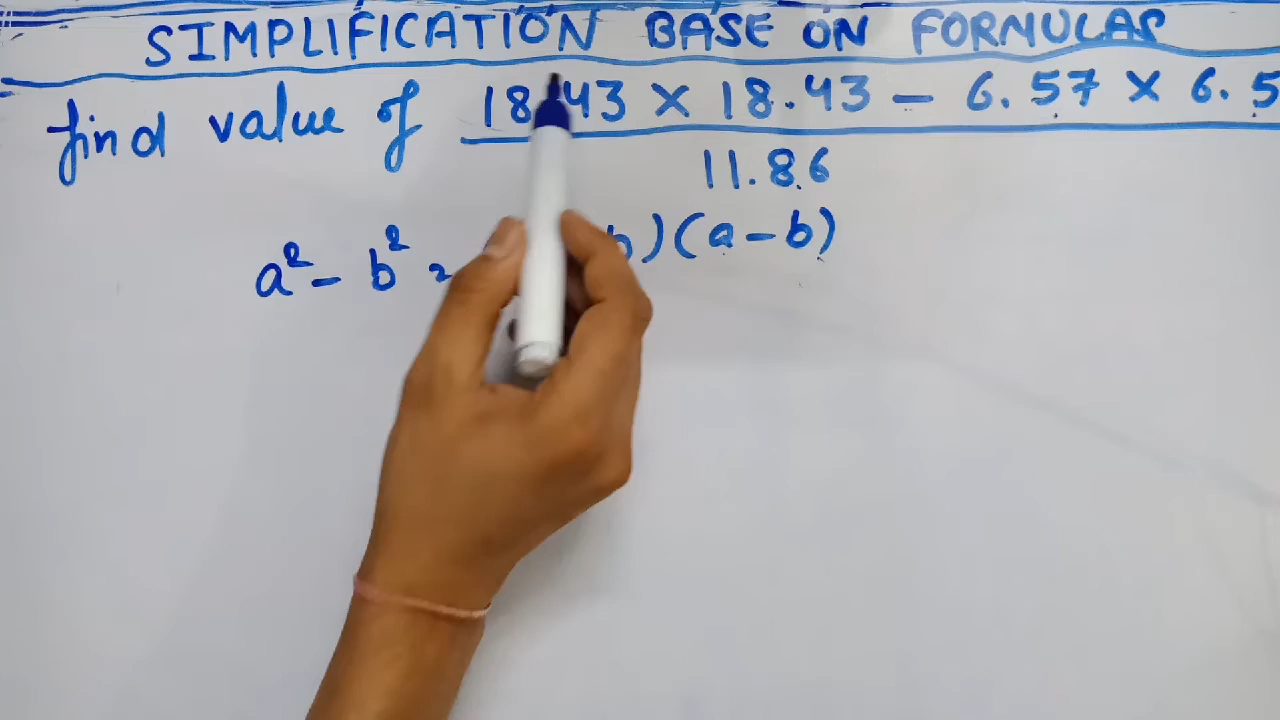 SIMPLIFICATION BASE ON FORMULAS
find value of 18.43 × 18.43 - 6.57 × 6.5
11.86
a² - b² = b)(a - b)